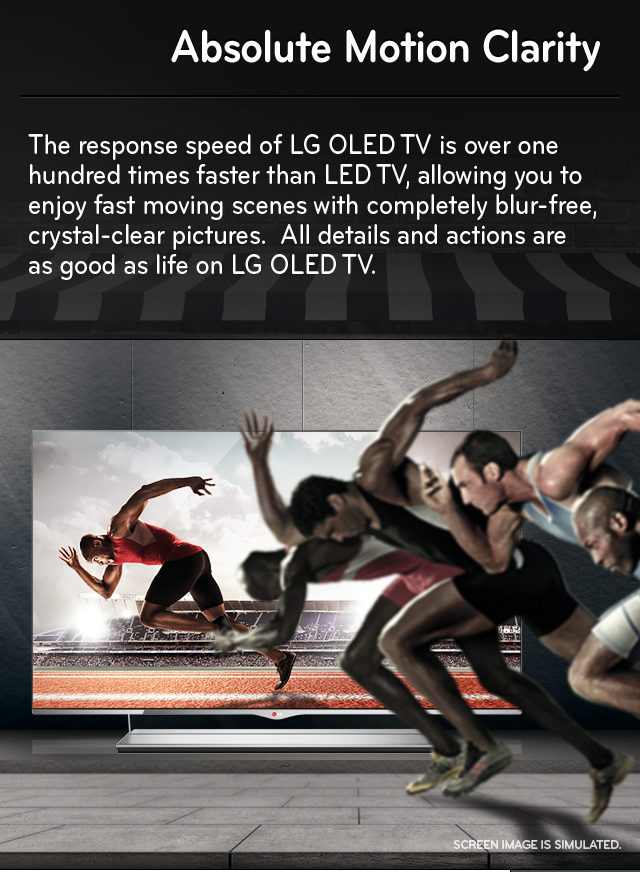 Absolute Motion Clarity
The response speed of LG OLED TV is over one
hundred times faster than LED TV, allowing you to
enjoy fast moving scenes with completely blur-free,
crystal-clear pictures.  All details and actions are
as good as life on LG OLED TV.
SCREEN IMAGE IS SIMULATED.